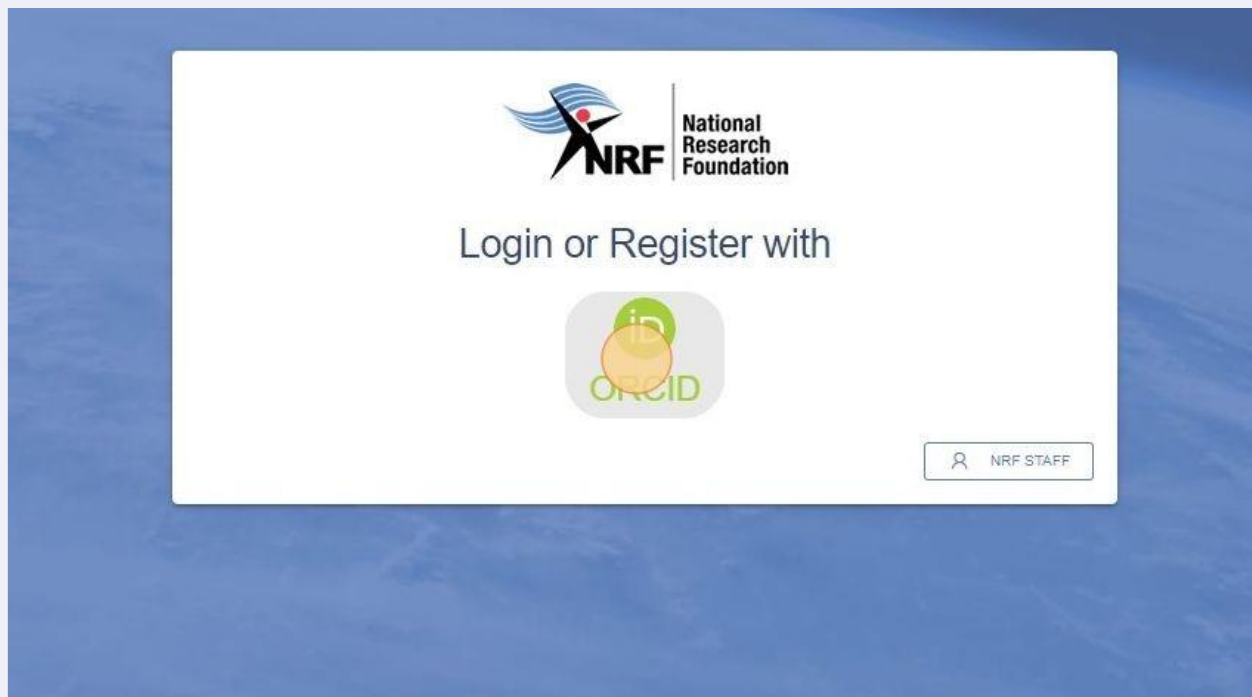 NRF
National
Research
Foundation
Login or Register with
iD
ORCID
NRF STAFF